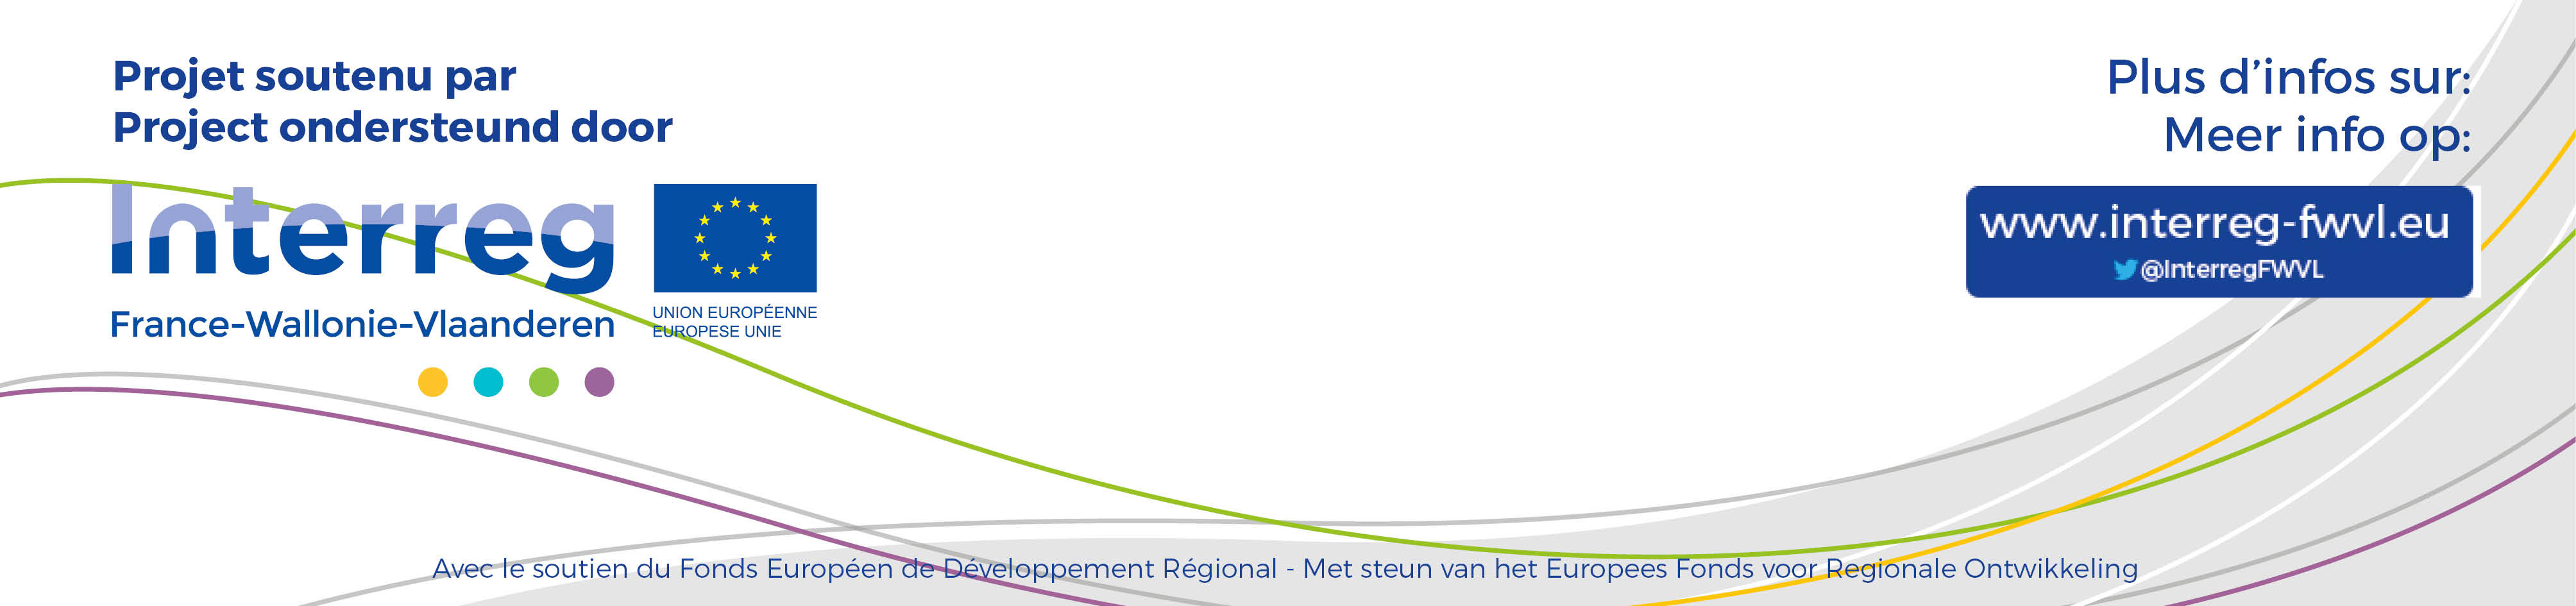 Projet soutenu par
Project ondersteund door
Interreg
France-Wallonie-Vlaanderen
UNION EUROPÉENNE
EUROPESE UNIE
Plus d’infos sur:
Meer info op:
www.interreg-fwvl.eu
@InterregFWVL
Avec le soutien du Fonds Européen de Développement Régional - Met steun van het Europees Fonds voor Regionale Ontwikkeling